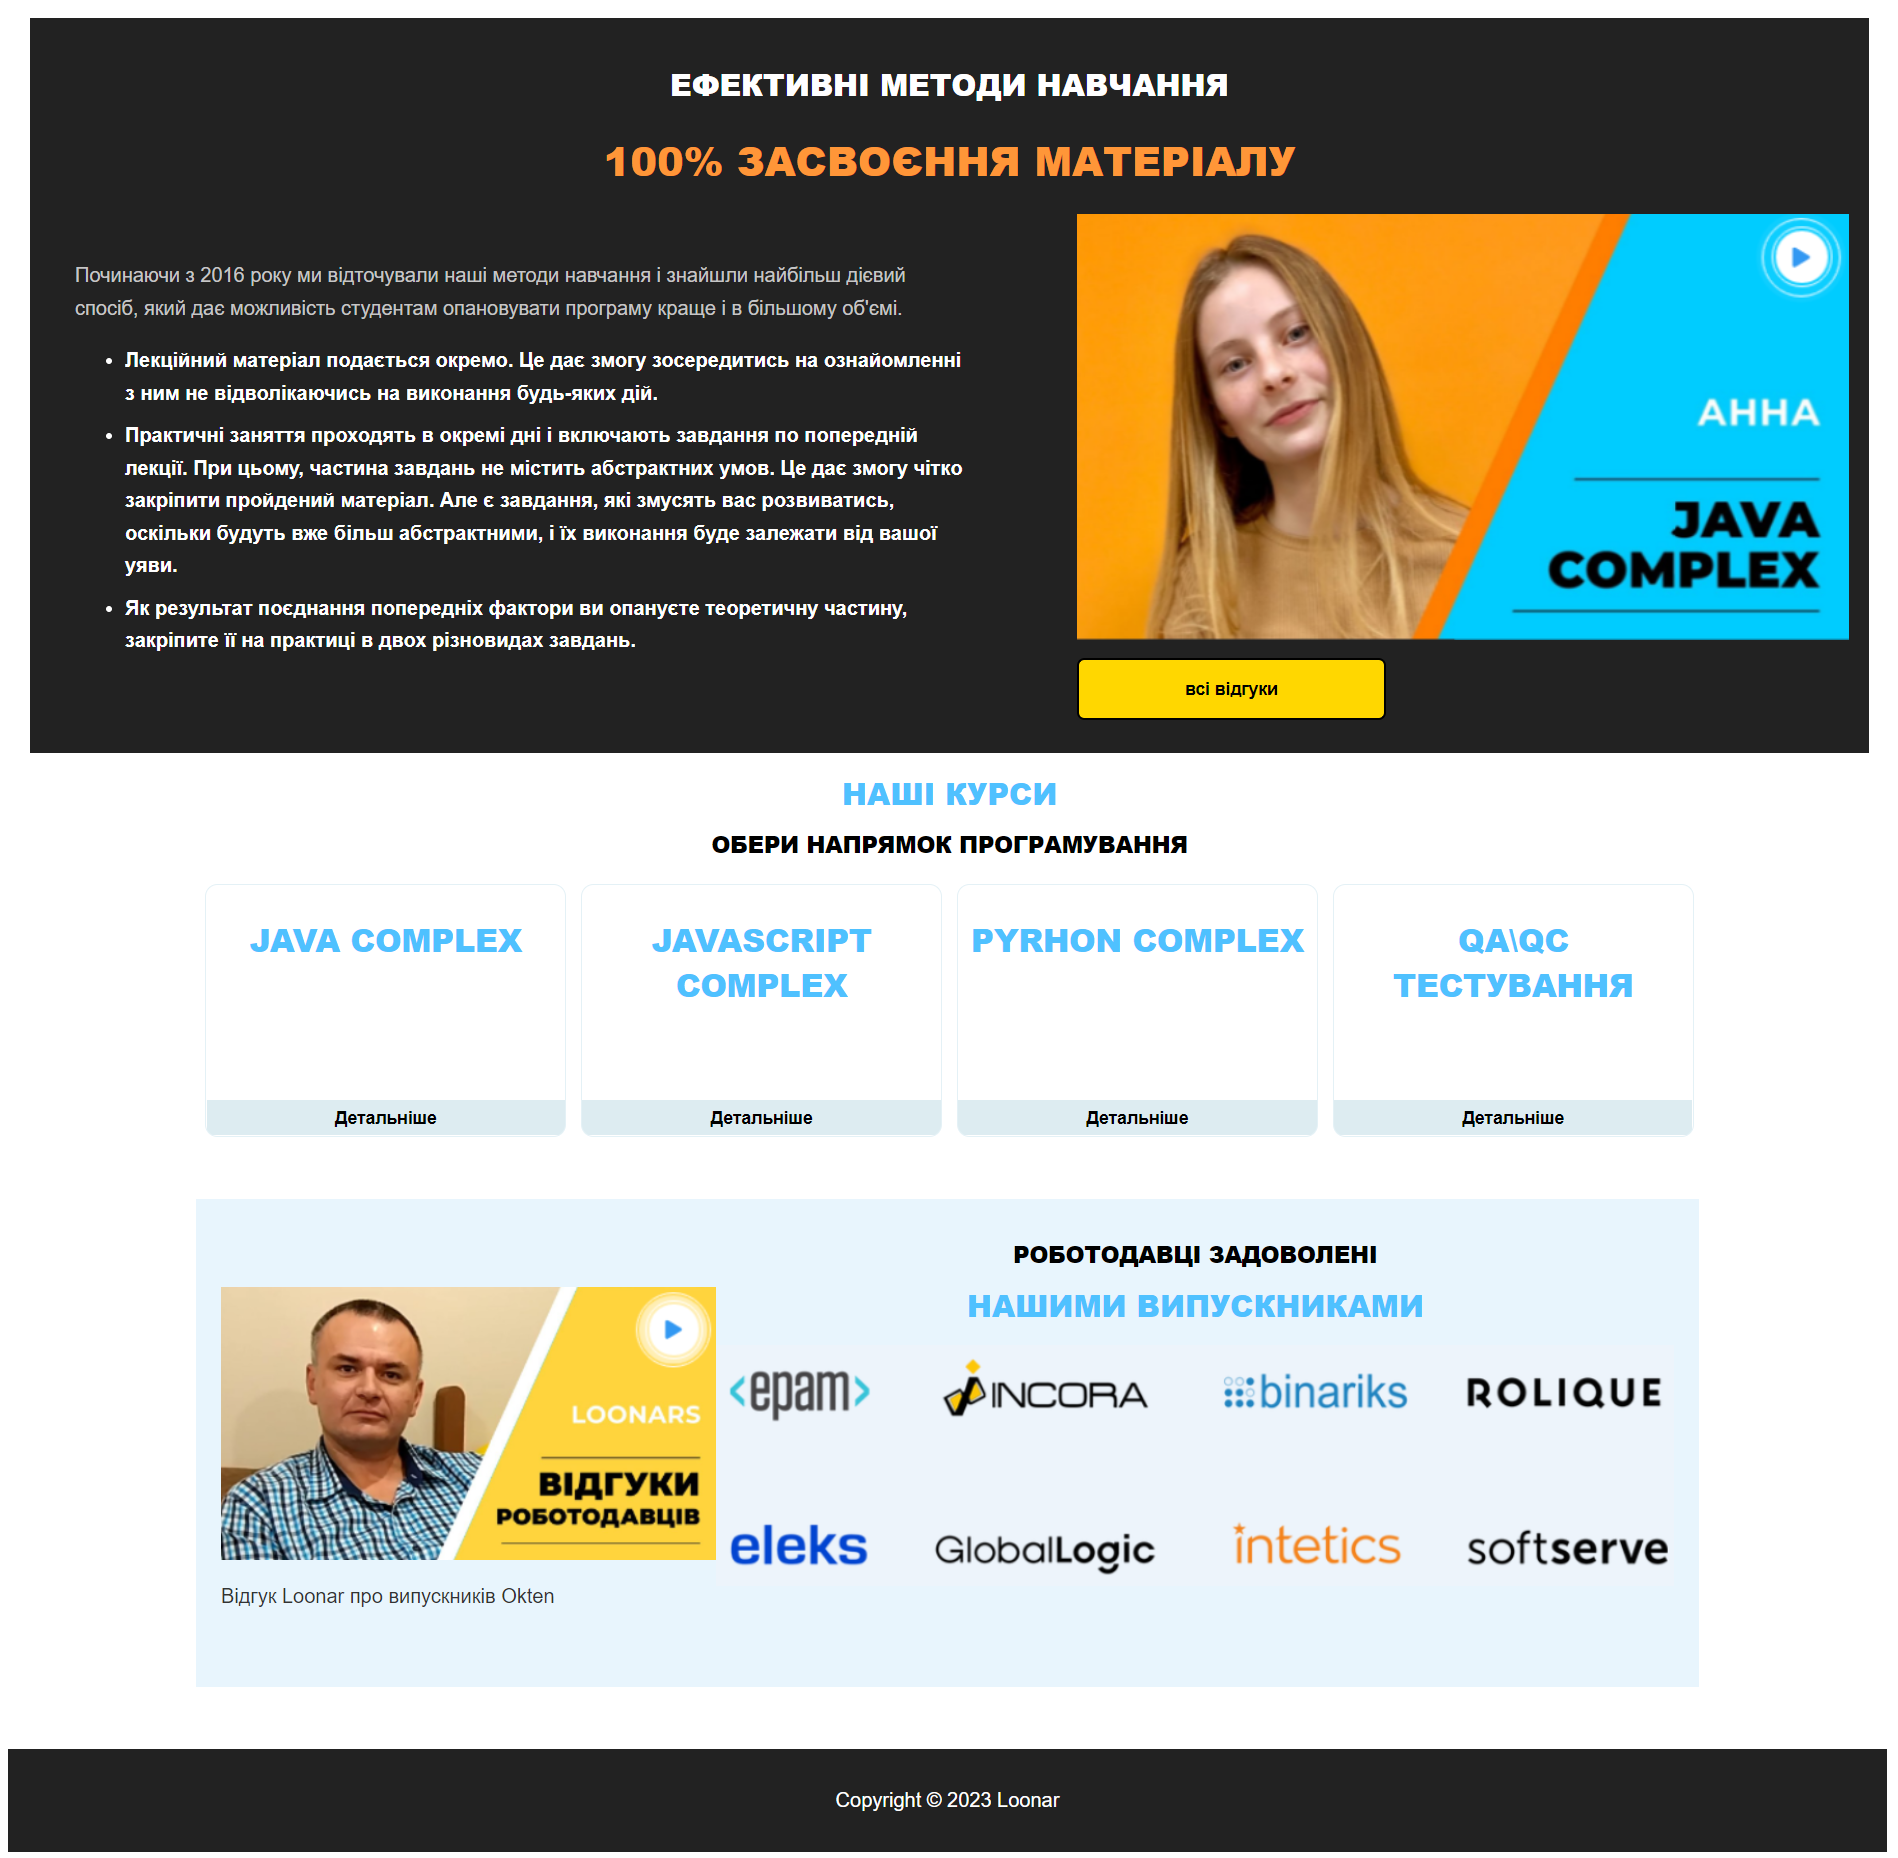 ЕФЕКТИВНІ МЕТОДИ НАВЧАННЯ
100% ЗАСВОЄННЯ МАТЕРІАЛУ
Починаючи з 2016 року ми відточували наші методи навчання і знайшли найбільш дієвий
спосіб, який дає можливість студентам опановувати програму краще і в більшому об'ємі.
• Лекційний матеріал подається окремо. Це дає змогу зосередитись на ознайомленні
з ним не відволікаючись на виконання будь-яких дій.
• Практичні заняття проходять в окремі дні і включають завдання по попередній
лекції. При цьому, частина завдань не містить абстрактних умов. Це дає змогу чітко
закріпити пройдений матеріал. Але є завдання, які змусять вас розвиватись,
оскільки будуть вже більш абстрактними, і їх виконання буде залежати від вашої
уяви.
• Як результат поєднання попередніх фактори ви опануєте теоретичну частину,
закріпите її на практиці в двох різновидах завдань.
АННА
JAVA
COMPLEX
всі відгуки
НАШІ КУРСИ
ОБЕРИ НАПРЯМОК ПРОГРАМУВАННЯ
JAVA COMPLEX
Детальніше
JAVASCRIPT
COMPLEX
Детальніше
PYRHON COMPLEX
Детальніше
QA\QC
ТЕСТУВАННЯ
Детальніше
LOONARS
ВІДГУКИ
РОБОТОДАВЦІВ
Відгук Loonar про випускників Okten
РОБОТОДАВЦІ ЗАДОВОЛЕНІ
НАШИМИ ВИПУСКНИКАМИ
<epam> INCORA binariks ROLIQUE
eleks GlobalLogic intetics softserve
Copyright © 2023 Loonar